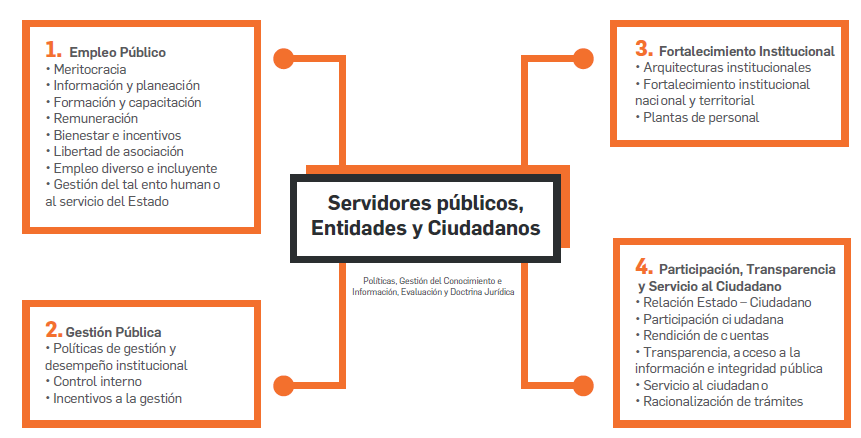 1. Empleo Público
• Meritocracia
• Información y planeación
• Formación y capacitación
• Remuneración
• Bienestar e incentivos
• Libertad de asociación
• Empleo diverso e incluyente
• Gestión del tal ento human o
al servicio del Estado
2. Gestión Pública
• Políticas de gestión y
desempeño institucional
• Control interno
• Incentivos a la gestión
Servidores públicos,
Entidades y Ciudadanos
Políticas, Gestión del Conocimiento e
Información, Evaluación y Doctrina Jurídica
3. Fortalecimiento Institucional
• Arquitecturas institucionales
• Fortalecimiento institucional
naci onal y territorial
• Plantas de personal
4. Participación, Transparencia
y Servicio al Ciudadano
• Relación Estado – Ciudadano
• Participación ci udadana
• Rendición de c uentas
• Transparencia, a cceso a la
información e integridad pública
• Servicio al ciudadan o
• Racionalización de trámites